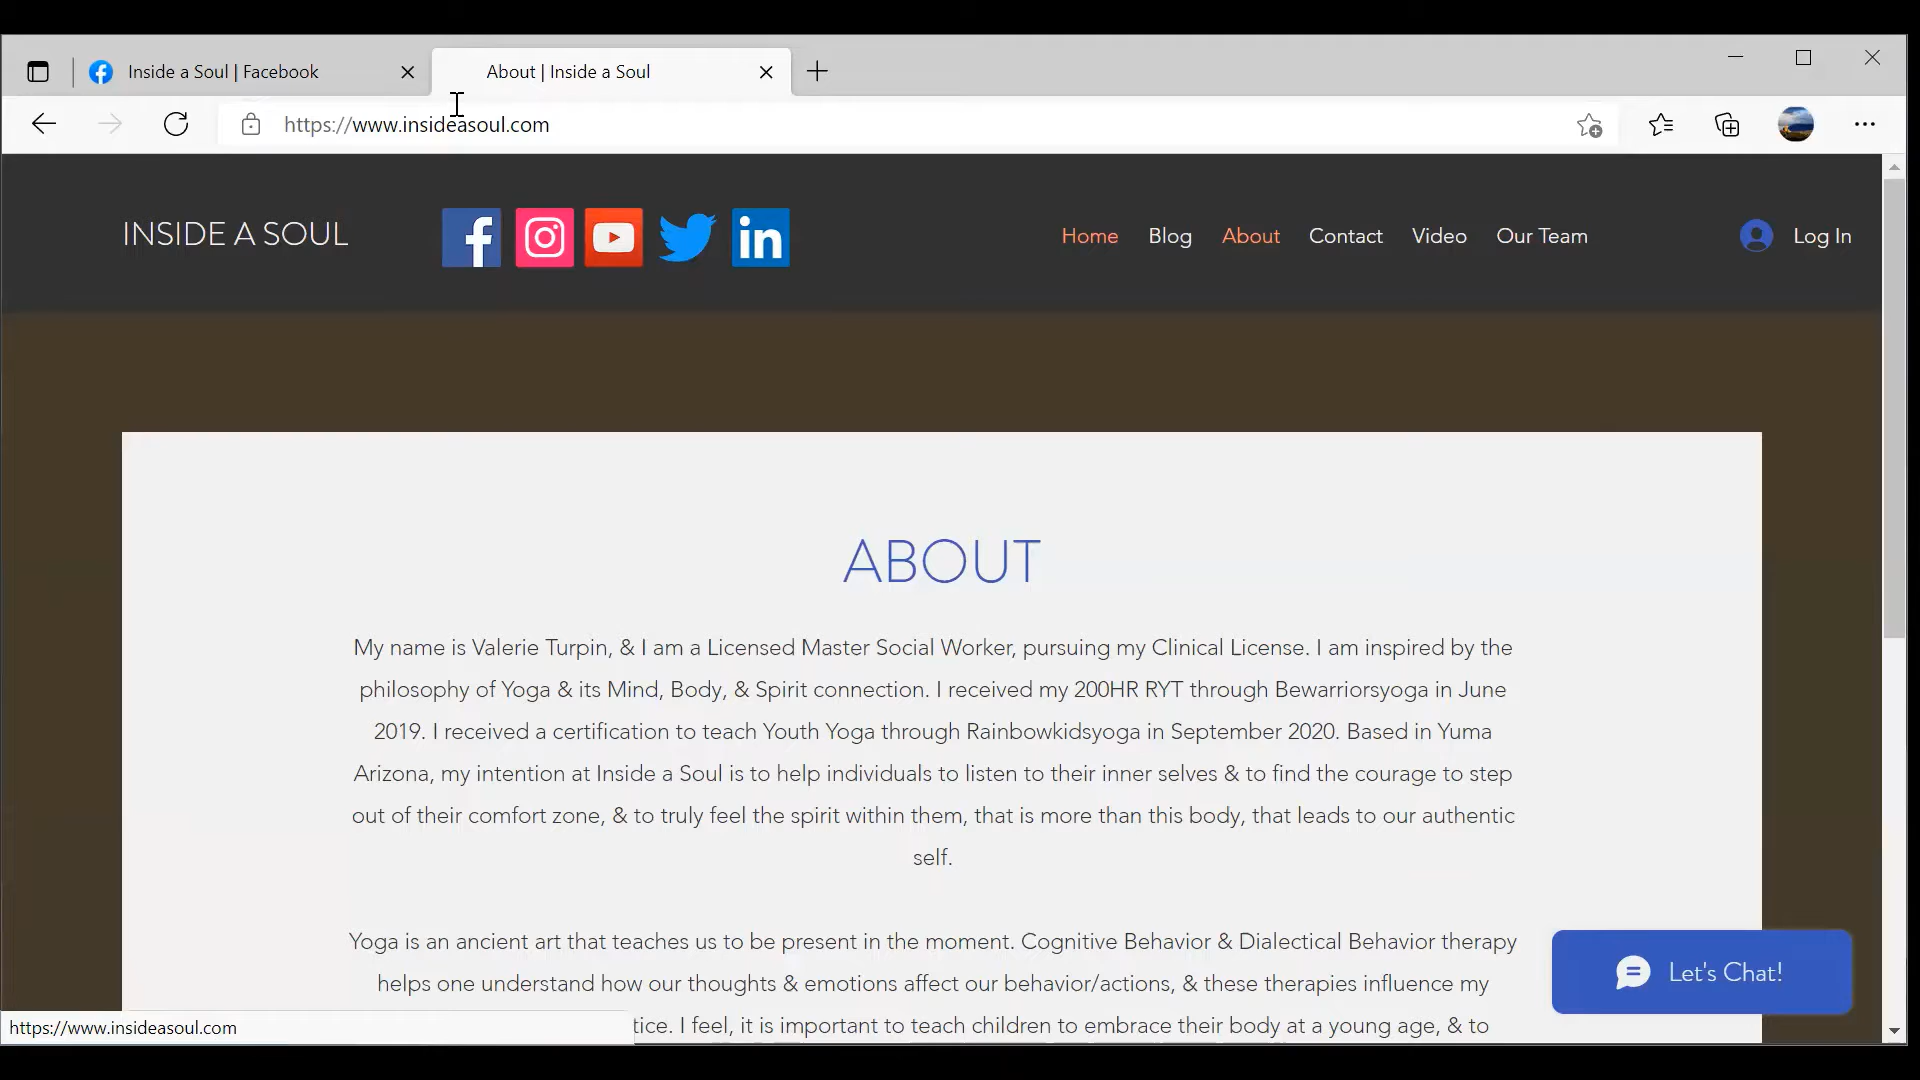 Inside a Soul | Facebook
About | Inside a Soul
https://www.insideasoul.com
INSIDE A SOUL
Home Blog About Contact Video Our Team
Log In
ABOUT
My name is Valerie Turpin, & I am a Licensed Master Social Worker, pursuing my Clinical License. I am inspired by the
philosophy of Yoga & its Mind, Body, & Spirit connection. I received my 200HR RYT through Bewarriorsyoga in June
2019. I received a certification to teach Youth Yoga through Rainbowkidsyoga in September 2020. Based in Yuma
Arizona, my intention at Inside a Soul is to help individuals to listen to their inner selves & to find the courage to step
out of their comfort zone, & to truly feel the spirit within them, that is more than this body, that leads to our authentic
self.
Yoga is an ancient art that teaches us to be present in the moment. Cognitive Behavior & Dialectical Behavior therapy
helps one understand how our thoughts & emotions affect our behavior/actions, & these therapies influence my
tice. I feel, it is important to teach children to embrace their body at a young age, & to
Let's Chat!
https://www.insideasoul.com